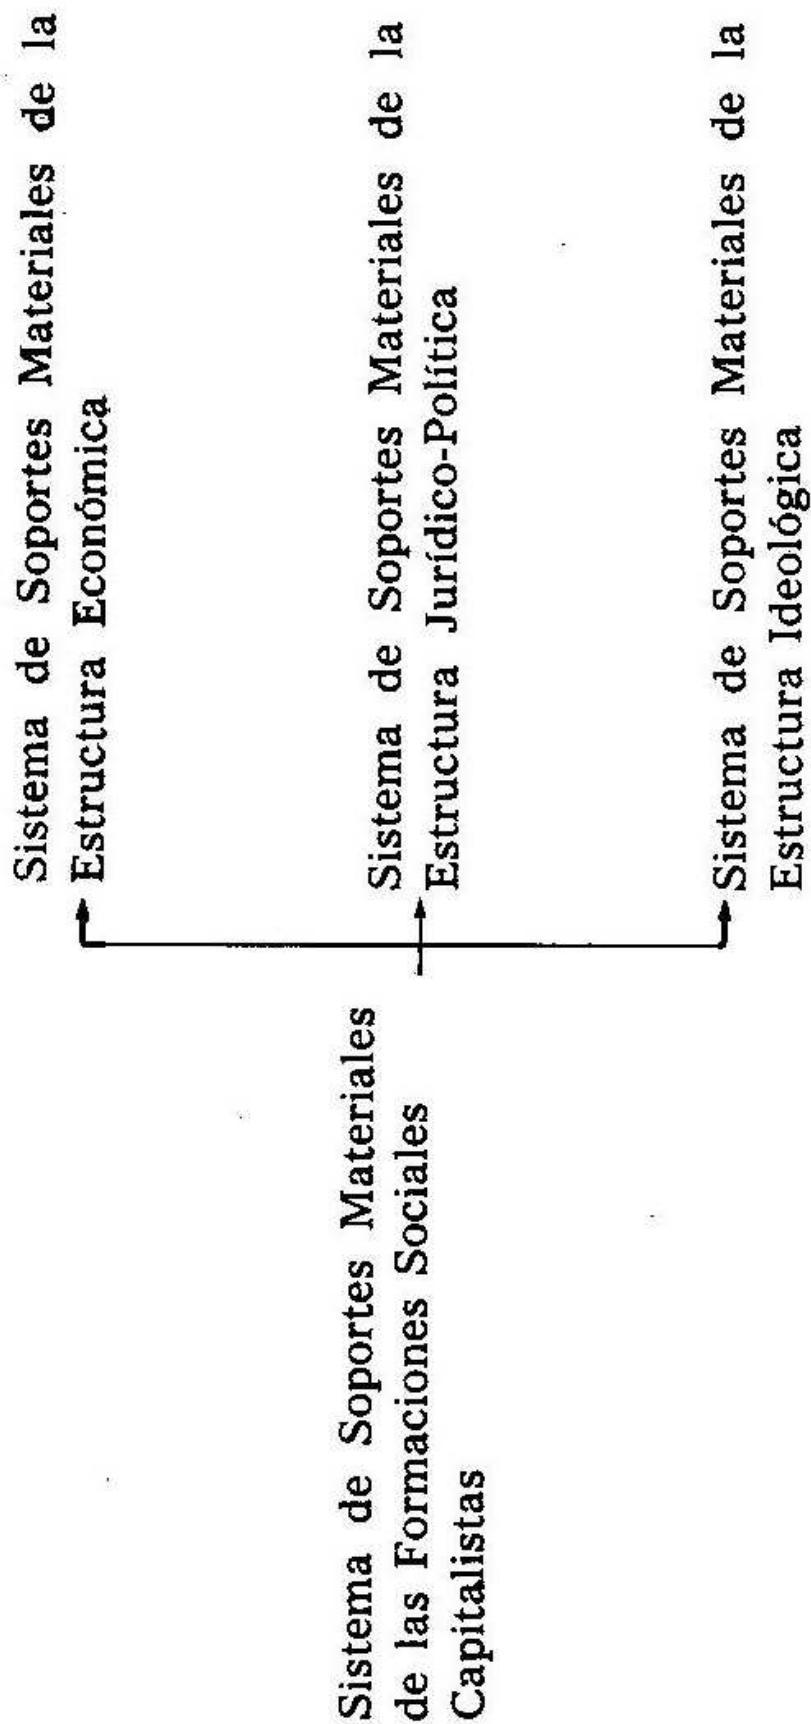 Sistema de Soportes Materiales
de las Formaciones Sociales
Capitalistas
Sistema de Soportes Materiales de la
Estructura Económica
Sistema de Soportes Materiales de la
Estructura Jurídico-Política
Sistema de Soportes Materiales de la
Estructura Ideológica